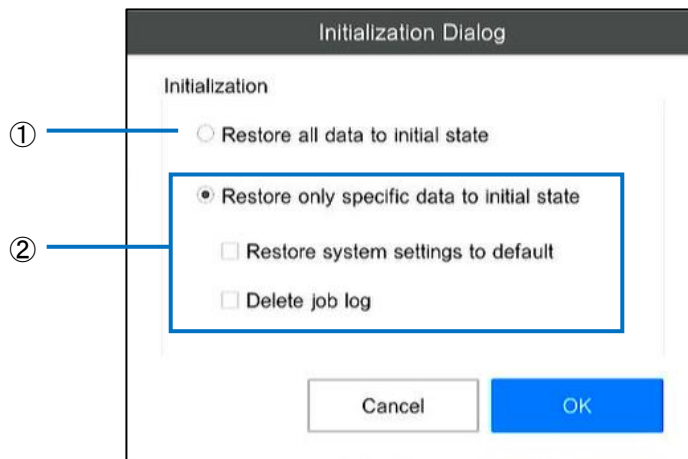 Initialization Dialog
Initialization
① Restore all data to initial state
Restore only specific data to initial state
② Restore system settings to default
Delete job log
Cancel OK